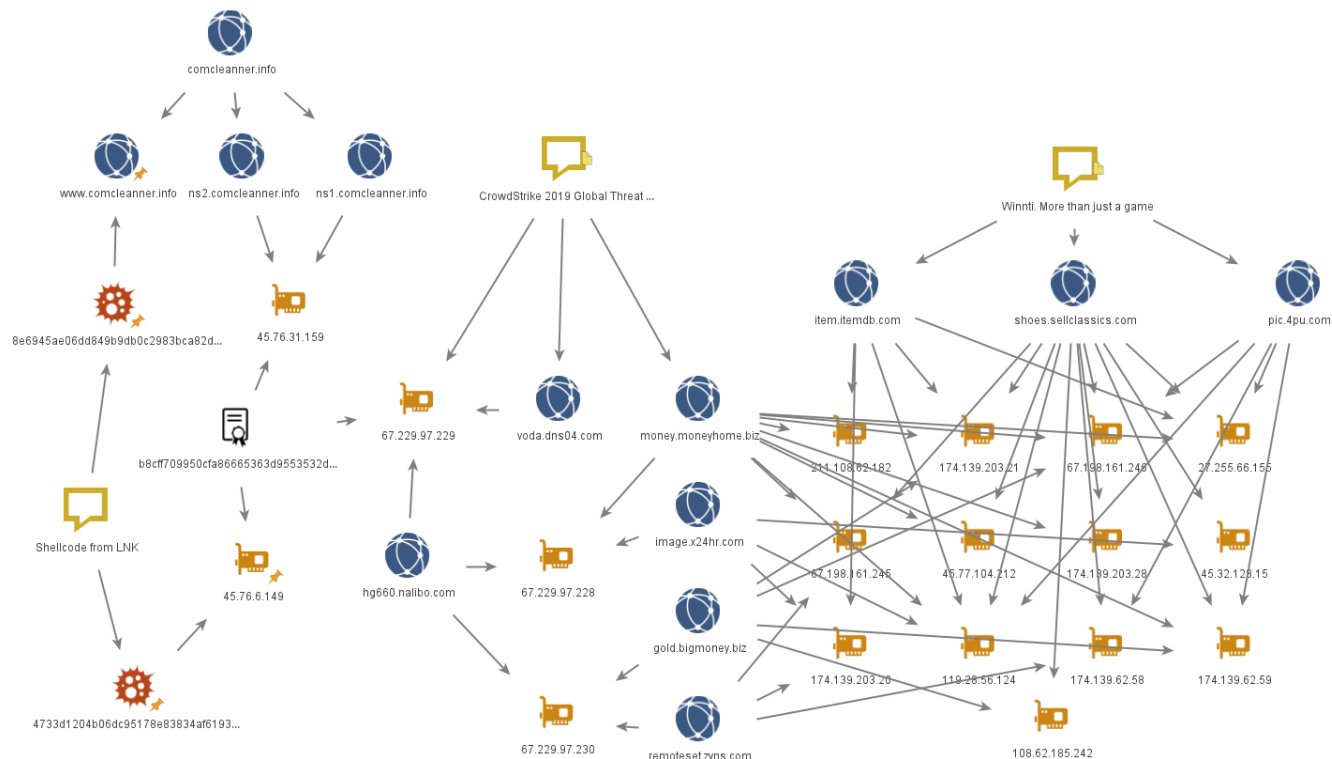 comcleanner.info
www.comcleanner.info
ns2.comcleanner.info
ns1.comcleanner.info
CrowdStrike 2019 Global Threat ...
Winnti. More than just a game
8e6945ae06dd849b9db0c2983bca82d...
45.76.31.159
item.itemdb.com
shoes.sellclassics.com
pic.4pu.com
67.229.97.229
voda.dns04.com
money.moneyhome.biz
211.108.62.182
174.139.203.21
67.198.161.246
27.255.66.155
b8cff709950cfa86665363d9553532d...
Shellcode from LNK
image.x24hr.com
45.76.6.149
hg660.nalibo.com
67.229.97.228
67.198.161.245
45.77.104.212
174.139.203.28
45.32.128.15
gold.bigmoney.biz
174.139.203.20
119.28.56.124
174.139.62.58
174.139.62.59
4733d1204b06dc95178e83834af6193...
67.229.97.230
remoteset.zyns.com
108.62.185.242